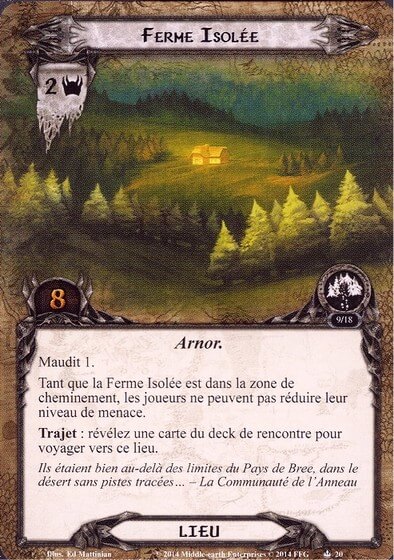 Ferme Isolée
2
8
9/18
Arnor.
Maudit 1.
Tant que la Ferme Isolée est dans la zone de
cheminement, les joueurs ne peuvent pas réduire leur
niveau de menace.
Trajet : révélez une carte du deck de rencontre pour
voyager vers ce lieu.
Ils étaient bien au-delà des limites du Pays de Bree, dans le
désert sans pistes tracées... – La Communauté de l'Anneau
LIEU
Illus. Ed Mattinian 2014 Middle-earth Enterprises © 2014 FFG 20